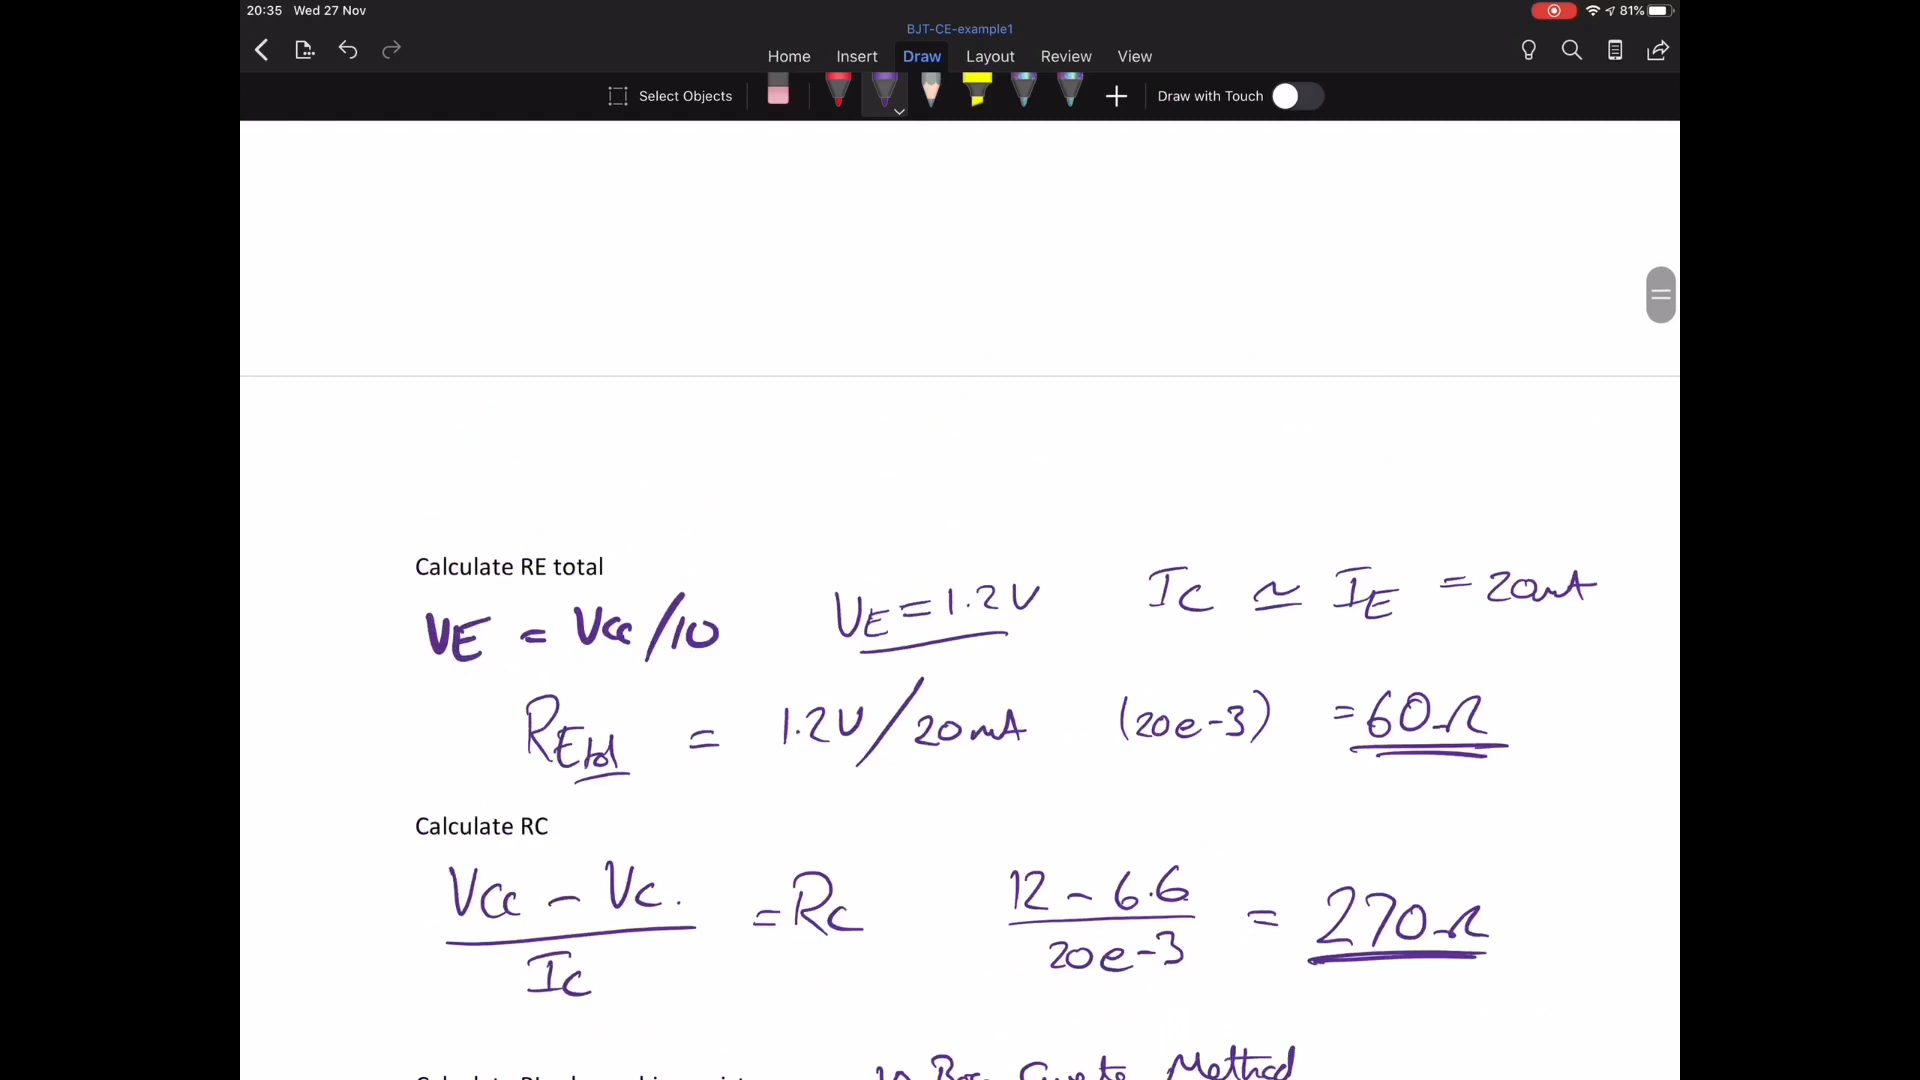 20:35 Wed 27 Nov
81%
BJT-CE-example1
Home Insert Draw Layout Review View
Select Objects
Draw with Touch
Calculate RE total
VE = Vcc/10 VE = 1.2V Ic ≃ IE = 20mA
REtot = 1.2V/20mA (20e-3) = 60Ω
Calculate RC
Vcc - Vc.
Ic
= Rc
12 - 6.6
20e-3
= 270Ω
Method